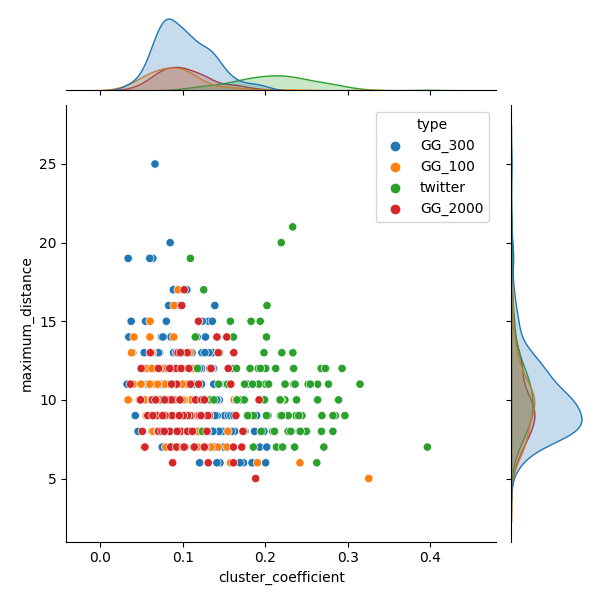 type
GG_300
GG_100
twitter
GG_2000
maximum_distance
25
20
15
10
5
0.0 0.1 0.2 0.3 0.4
cluster_coefficient